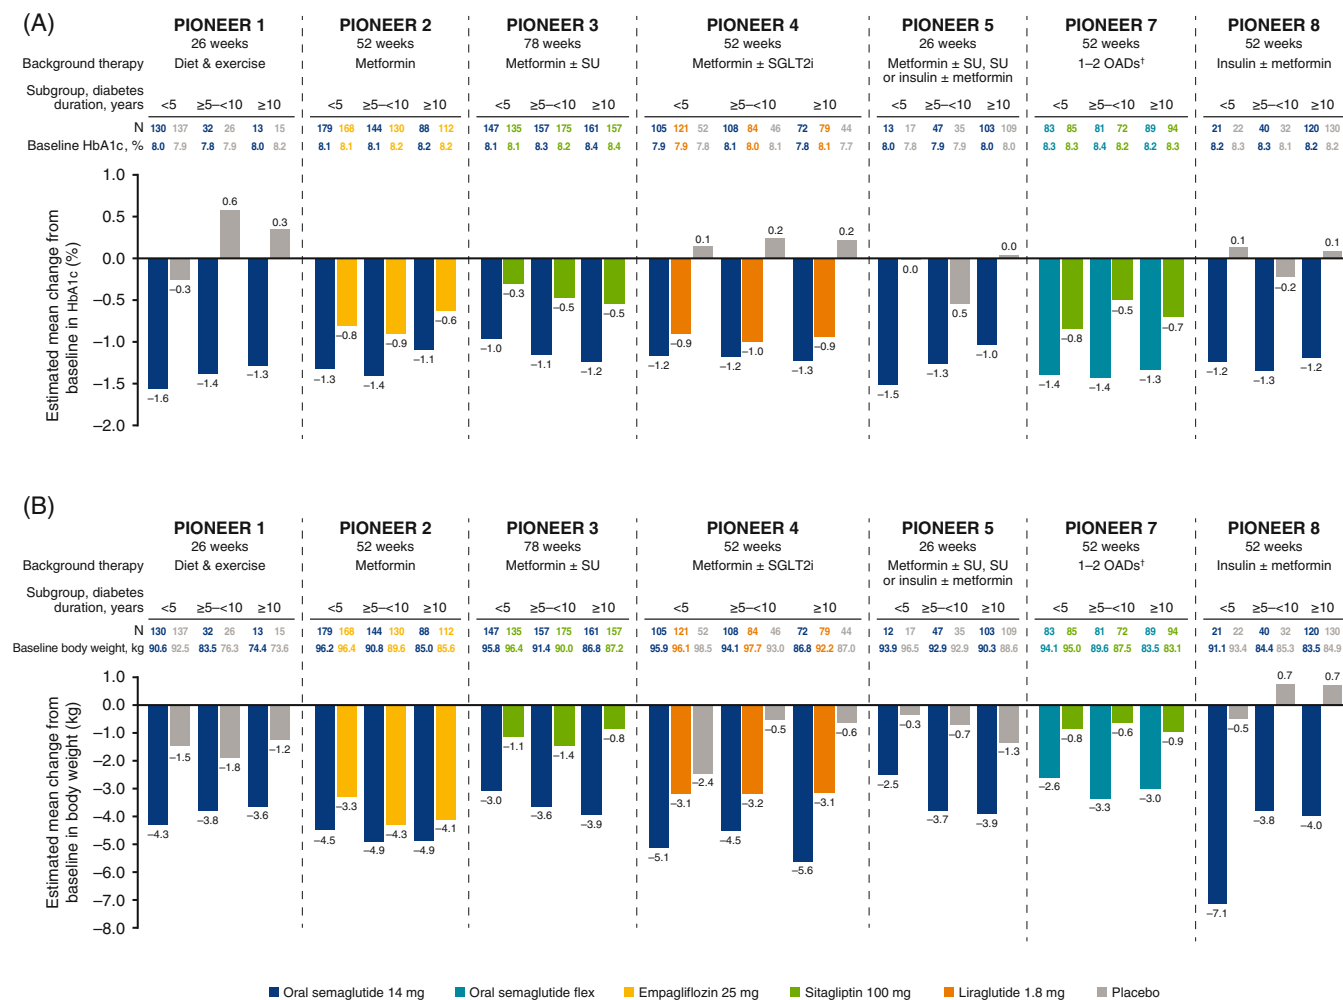 (A)
PIONEER 1 PIONEER 2 PIONEER 3 PIONEER 4 PIONEER 5 PIONEER 7 PIONEER 8
26 weeks 52 weeks 78 weeks 52 weeks 26 weeks 52 weeks 52 weeks
Background therapy Diet & exercise Metformin Metformin ± SU Metformin ± SGLT2i Metformin ± SU, SU 1–2 OADs† Insulin ± metformin
or insulin ± metformin
Subgroup, diabetes
duration, years <5 ≥5–<10 ≥10 <5 ≥5–<10 ≥10 <5 ≥5–<10 ≥10 <5 ≥5–<10 ≥10 <5 ≥5–<10 ≥10 <5 ≥5–<10 ≥10 <5 ≥5–<10 ≥10
N 130 137 32 26 13 15 179 168 144 130 88 112 147 135 157 175 161 157 105 121 52 108 84 46 72 79 44 13 17 47 35 103 109 83 85 81 72 89 94 21 22 40 32 120 130
Baseline HbA1c, % 8.0 7.9 7.8 7.9 8.0 8.2 8.1 8.1 8.1 8.2 8.2 8.2 8.1 8.1 8.3 8.2 8.4 8.4 7.9 7.9 7.8 8.1 8.0 8.1 7.8 8.1 7.7 8.0 7.8 7.9 7.9 8.0 8.0 8.3 8.3 8.4 8.2 8.2 8.3 8.2 8.3 8.3 8.1 8.2 8.2
Estimated mean change from
baseline in HbA1c (%)
1.0
0.5
0.0
−0.5
−1.0
−1.5
−2.0
−1.6 −0.3 −1.4 0.6 −1.3 0.3
−1.3 −0.8 −1.4 −0.9 −1.1 −0.6
−1.0 −0.3 −1.1 −0.5 −1.2 −0.5
−1.2 −0.9 0.1 −1.2 −1.0 0.2 −1.3 −0.9 0.2
−1.5 0.0 −1.3 0.5 −1.0 0.0
−1.4 −0.8 −1.4 −0.5 −1.3 −0.7
−1.2 0.1 −1.3 −0.2 −1.2 0.1
(B)
PIONEER 1 PIONEER 2 PIONEER 3 PIONEER 4 PIONEER 5 PIONEER 7 PIONEER 8
26 weeks 52 weeks 78 weeks 52 weeks 26 weeks 52 weeks 52 weeks
Background therapy Diet & exercise Metformin Metformin ± SU Metformin ± SGLT2i Metformin ± SU, SU 1–2 OADs† Insulin ± metformin
or insulin ± metformin
Subgroup, diabetes
duration, years <5 ≥5–<10 ≥10 <5 ≥5–<10 ≥10 <5 ≥5–<10 ≥10 <5 ≥5–<10 ≥10 <5 ≥5–<10 ≥10 <5 ≥5–<10 ≥10 <5 ≥5–<10 ≥10
N 130 137 32 26 13 15 179 168 144 130 88 112 147 135 157 175 161 157 105 121 52 108 84 46 72 79 44 12 17 47 35 103 109 83 85 81 72 89 94 21 22 40 32 120 130
Baseline body weight, kg 90.6 92.5 83.5 76.3 74.4 73.6 96.2 96.4 90.8 89.6 85.0 85.6 95.8 96.4 91.4 90.0 86.8 87.2 95.9 96.1 98.5 94.1 97.7 93.0 86.8 92.2 87.0 93.9 96.5 92.9 92.9 90.3 88.6 94.1 95.0 89.6 87.5 83.5 83.1 91.1 93.4 84.4 85.3 83.5 84.9
Estimated mean change from
baseline in body weight (kg)
1.0
0.0
−1.0
−2.0
−3.0
−4.0
−5.0
−6.0
−7.0
−8.0
−4.3 −1.5 −3.8 −1.8 −3.6 −1.2
−4.5 −3.3 −4.9 −4.3 −4.9 −4.1
−3.0 −1.1 −3.6 −1.4 −3.9 −0.8
−5.1 −3.1 −2.4 −4.5 −3.2 −0.5 −5.6 −3.1 −0.6
−2.5 −0.3 −3.7 −0.7 −3.9 −1.3
−2.6 −0.8 −3.3 −0.6 −3.0 −0.9
−7.1 −0.5 −3.8 0.7 −4.0 0.7
Oral semaglutide 14 mg Oral semaglutide flex Empagliflozin 25 mg Sitagliptin 100 mg Liraglutide 1.8 mg Placebo